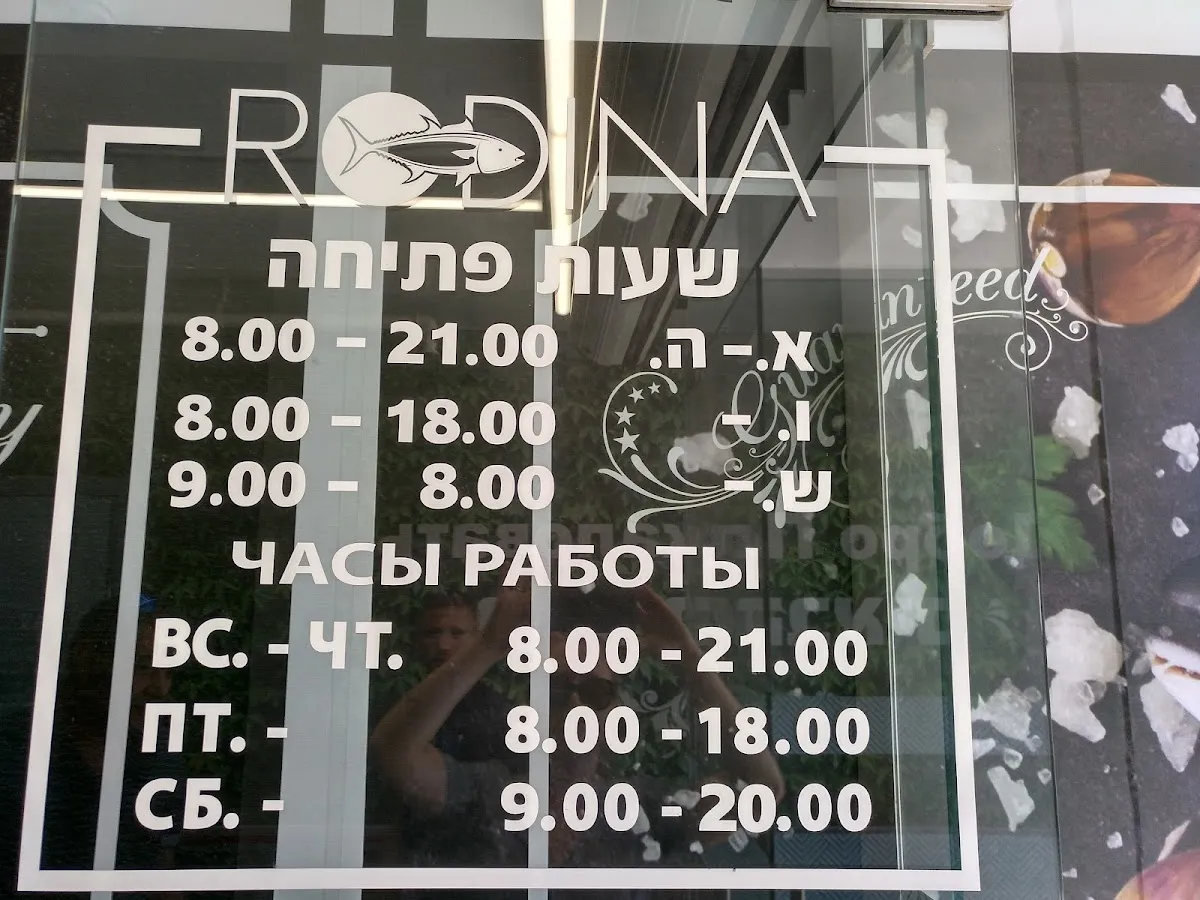 RODINA
שעות פתיחה
א.- ה. 8.00 - 21.00
ו. - 8.00 - 18.00
ש.- 9.00 - 8.00
ЧАСЫ РАБОТЫ
ВС. - ЧТ. 8.00 - 21.00
ПТ. - 8.00 - 18.00
СБ. - 9.00 - 20.00